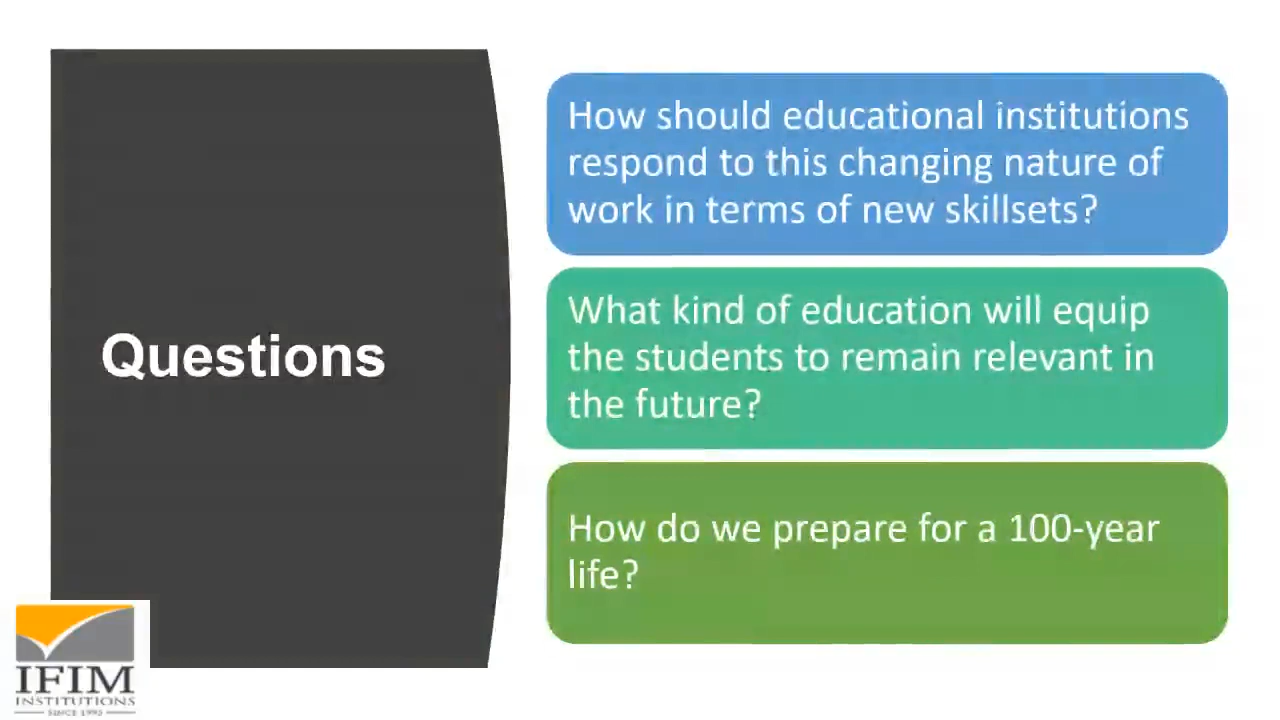 Questions
How should educational institutions
respond to this changing nature of
work in terms of new skillsets?
What kind of education will equip
the students to remain relevant in
the future?
How do we prepare for a 100-year
life?
IFIM
INSTITUTIONS